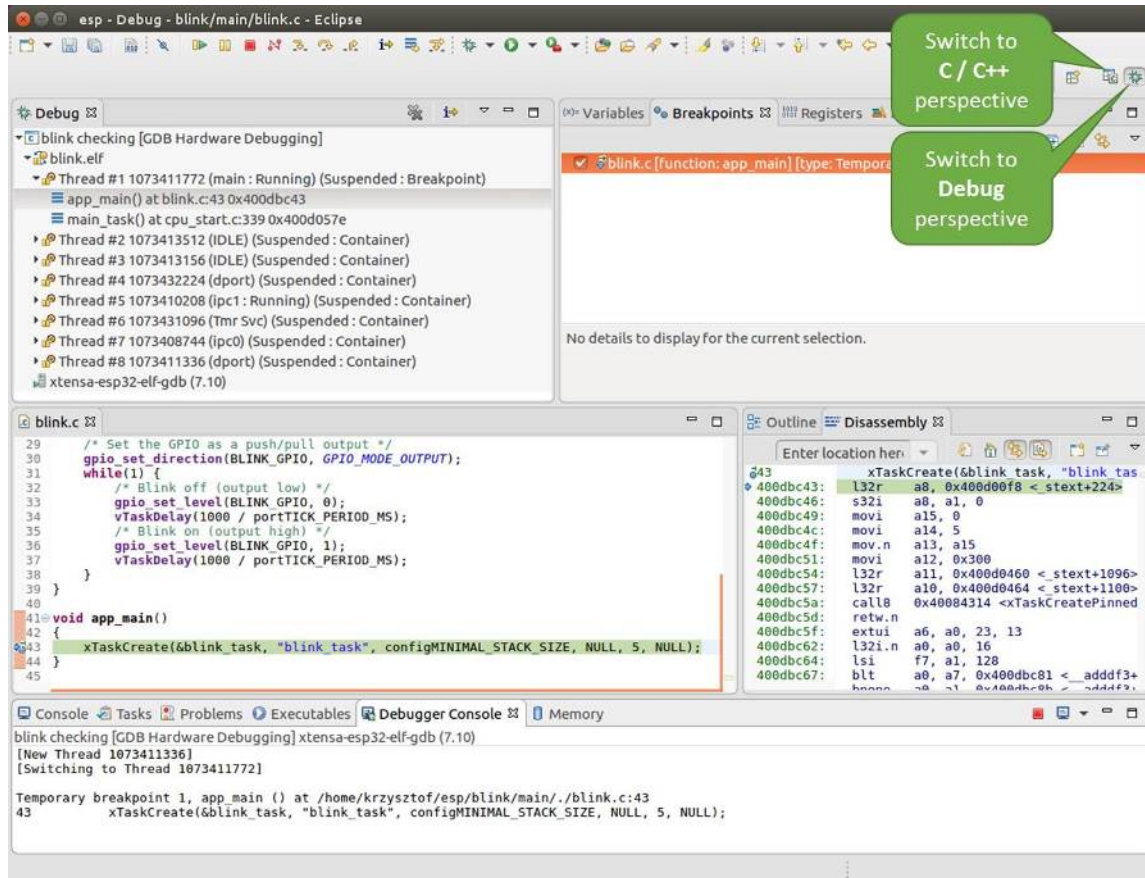 esp - Debug - blink/main/blink.c - Eclipse
Switch to
C / C++
perspective
Switch to
Debug
perspective
Debug
blink checking [GDB Hardware Debugging]
blink.elf
Thread #1 1073411772 (main : Running) (Suspended : Breakpoint)
app_main() at blink.c:43 0x400dbc43
main_task() at cpu_start.c:339 0x400d057e
Thread #2 1073413512 (IDLE) (Suspended : Container)
Thread #3 1073413156 (IDLE) (Suspended : Container)
Thread #4 1073432224 (dport) (Suspended : Container)
Thread #5 1073410208 (ipc1 : Running) (Suspended : Container)
Thread #6 1073431096 (Tmr Svc) (Suspended : Container)
Thread #7 1073408744 (ipc0) (Suspended : Container)
Thread #8 1073411336 (dport) (Suspended : Container)
xtensa-esp32-elf-gdb (7.10)
(x)= Variables Breakpoints Registers
blink.c [function: app_main] [type: Tempora
No details to display for the current selection.
blink.c
29 /* Set the GPIO as a push/pull output */
30 gpio_set_direction(BLINK_GPIO, GPIO_MODE_OUTPUT);
31 while(1) {
32 /* Blink off (output low) */
33 gpio_set_level(BLINK_GPIO, 0);
34 vTaskDelay(1000 / portTICK_PERIOD_MS);
35 /* Blink on (output high) */
36 gpio_set_level(BLINK_GPIO, 1);
37 vTaskDelay(1000 / portTICK_PERIOD_MS);
38 }
39 }
40
41 void app_main()
42 {
43 xTaskCreate(&blink_task, "blink_task", configMINIMAL_STACK_SIZE, NULL, 5, NULL);
44 }
45
Outline Disassembly
Enter location her
43 xTaskCreate(&blink_task, "blink_tas
400dbc43: l32r a8, 0x400d00f8 <_stext+224>
400dbc46: s32i a8, a1, 0
400dbc49: movi a15, 0
400dbc4c: movi a14, 5
400dbc4f: mov.n a13, a15
400dbc51: movi a12, 0x300
400dbc54: l32r a11, 0x400d0460 <_stext+1096>
400dbc57: l32r a10, 0x400d0464 <_stext+1100>
400dbc5a: call8 0x40084314 <xTaskCreatePinned
400dbc5d: retw.n
400dbc5f: extui a6, a0, 23, 13
400dbc62: l32i.n a0, a0, 16
400dbc64: lsi f7, a1, 128
400dbc67: blt a0, a7, 0x400dbc81 <__adddf3+
Console Tasks Problems Executables Debugger Console Memory
blink checking [GDB Hardware Debugging] xtensa-esp32-elf-gdb (7.10)
[New Thread 1073411336]
[Switching to Thread 1073411772]
Temporary breakpoint 1, app_main () at /home/krzysztof/esp/blink/main/./blink.c:43
43 xTaskCreate(&blink_task, "blink_task", configMINIMAL_STACK_SIZE, NULL, 5, NULL);